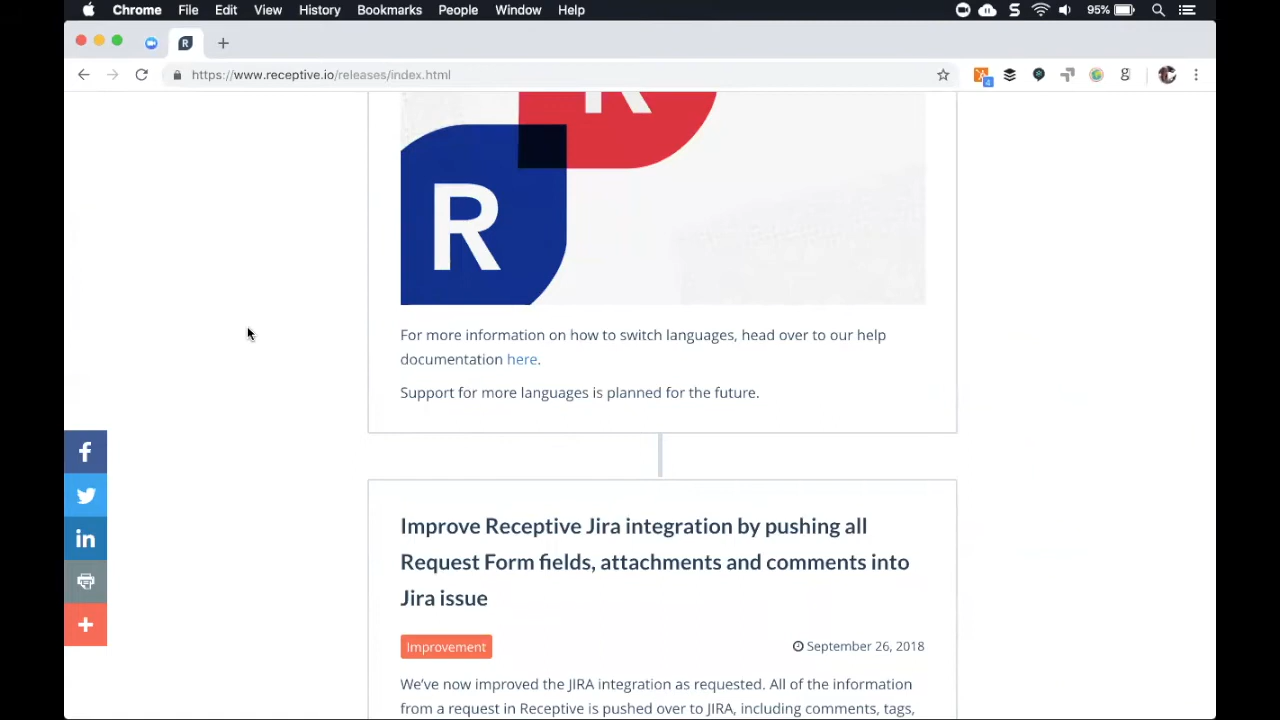 Chrome File Edit View History Bookmarks People Window Help 95%
R
https://www.receptive.io/releases/index.html 4 g
R
R
For more information on how to switch languages, head over to our help
documentation here.
Support for more languages is planned for the future.
Improve Receptive Jira integration by pushing all
Request Form fields, attachments and comments into
Jira issue
Improvement September 26, 2018
We've now improved the JIRA integration as requested. All of the information
from a request in Receptive is pushed over to JIRA, including comments, tags,